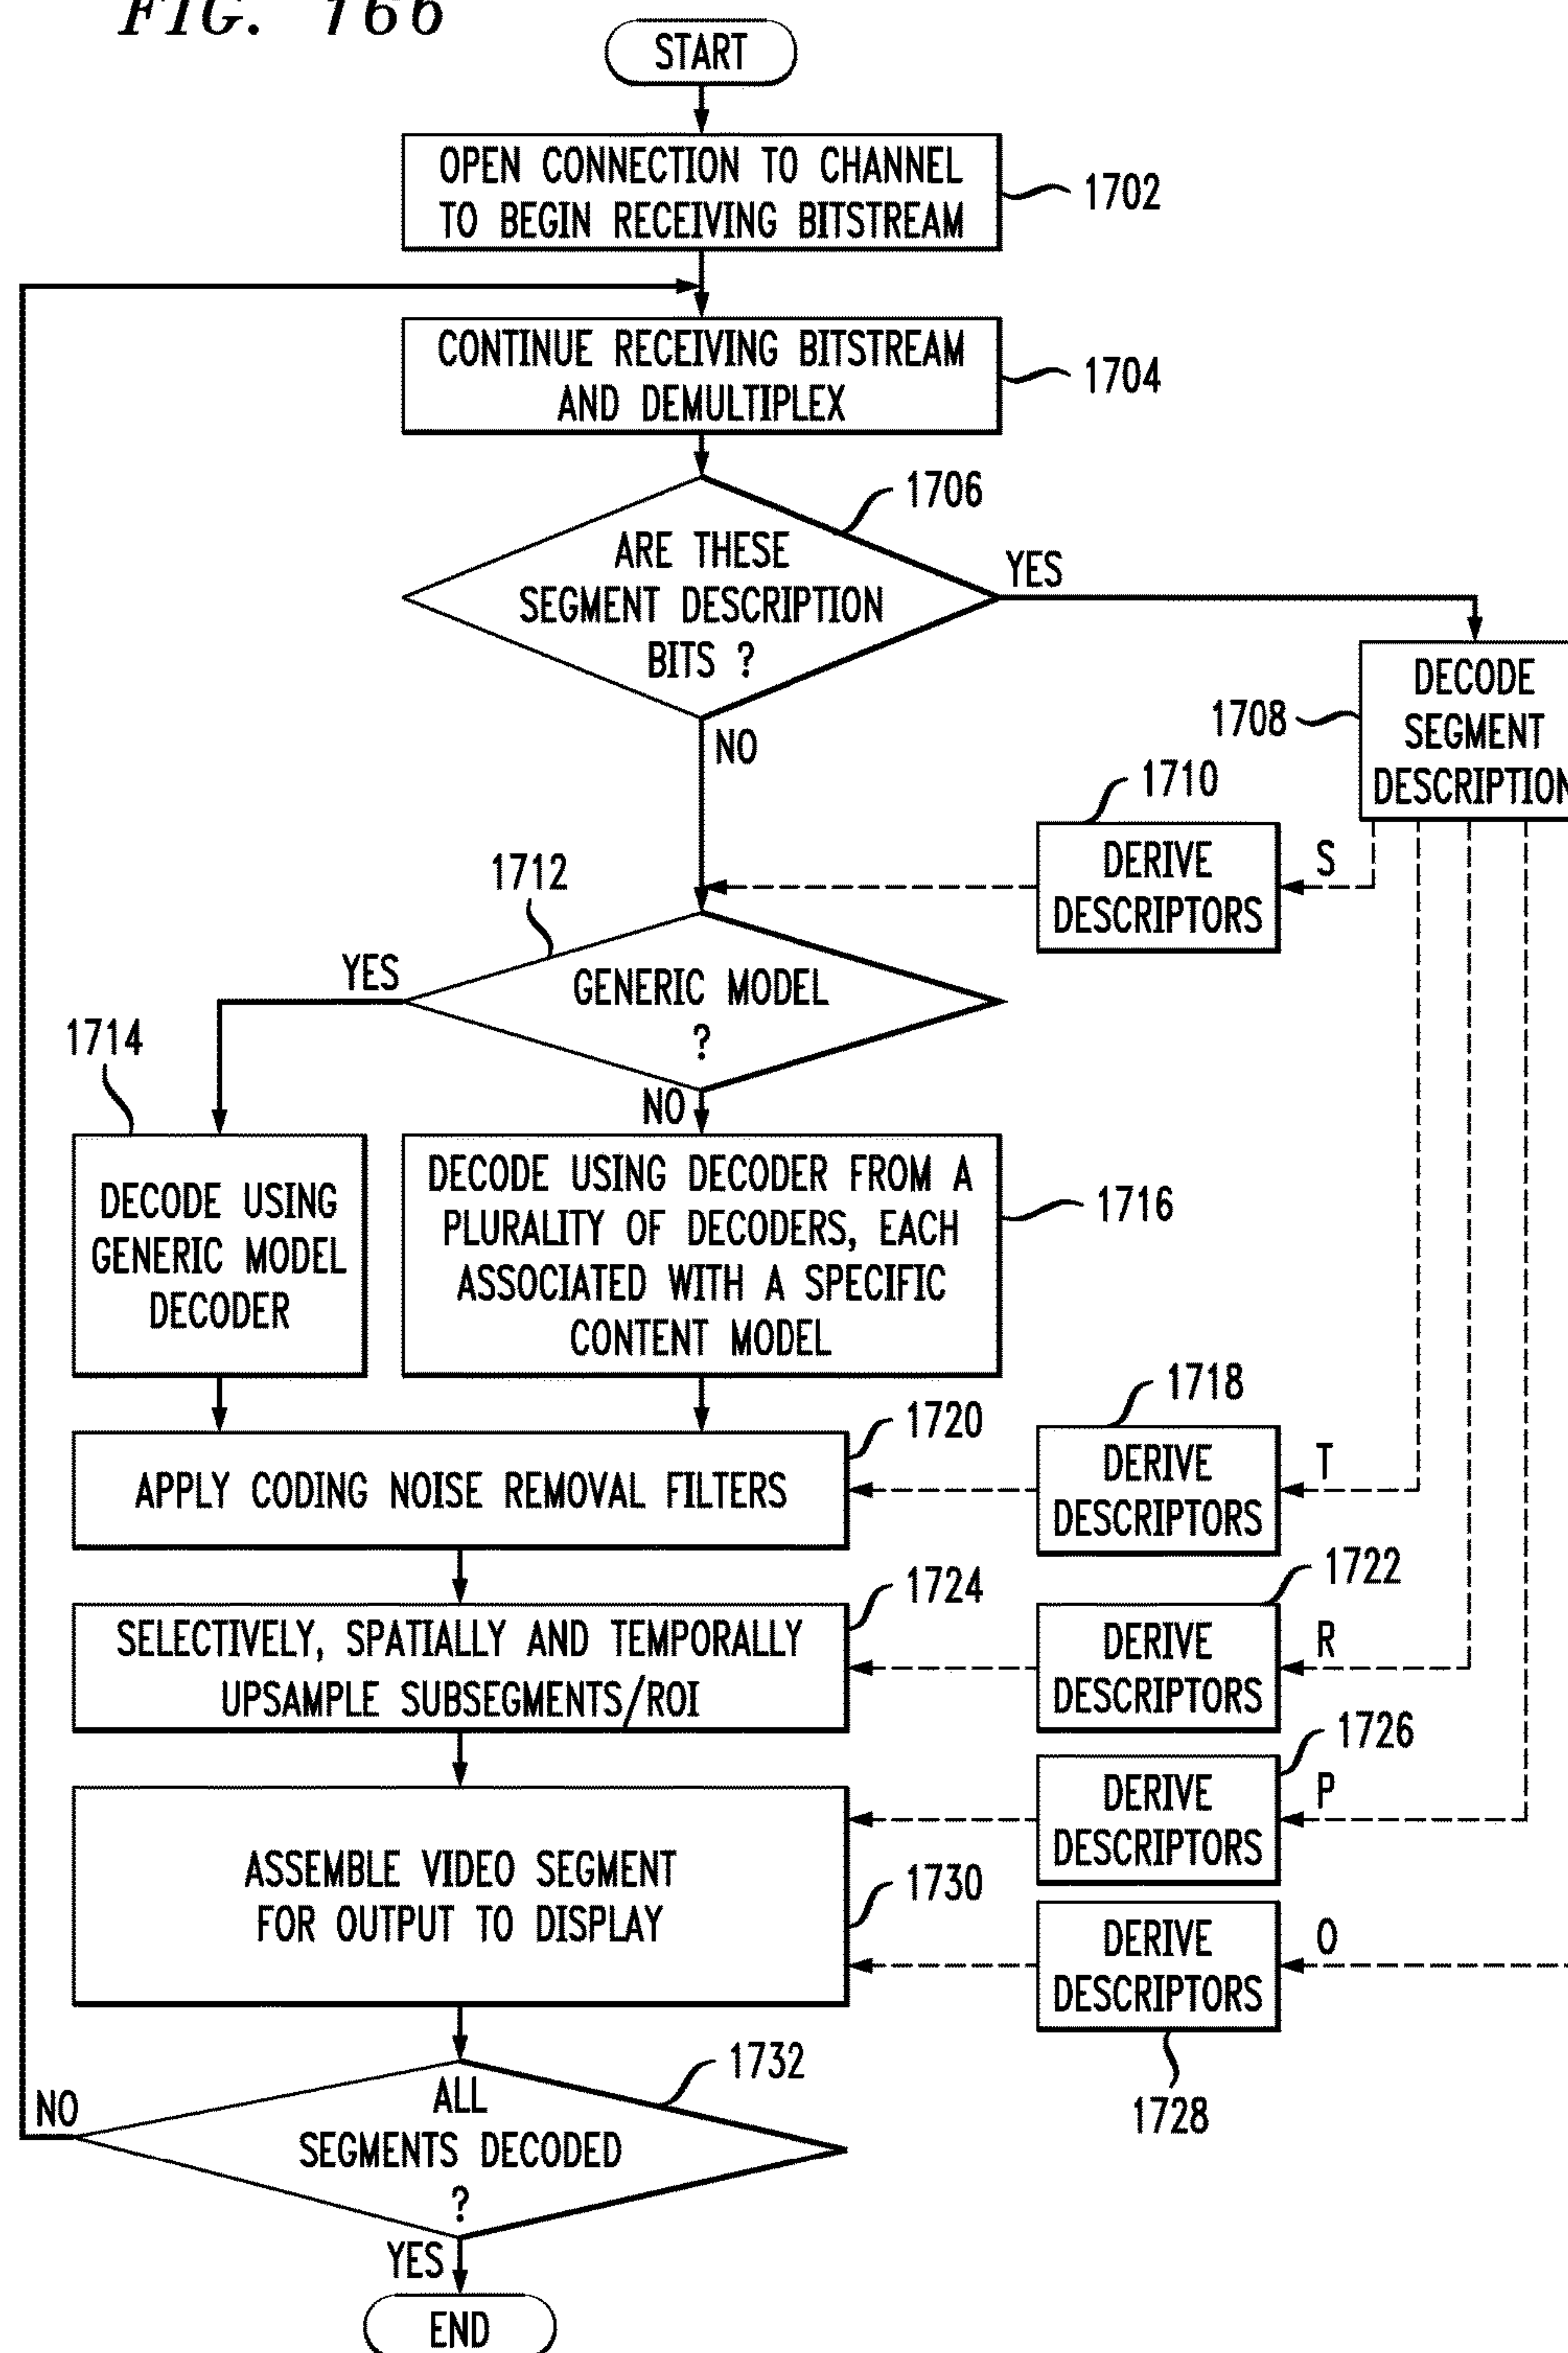 FIG. 16b
START
OPEN CONNECTION TO CHANNEL
TO BEGIN RECEIVING BITSTREAM
1702
CONTINUE RECEIVING BITSTREAM
AND DEMULTIPLEX
1704
1706
ARE THESE
SEGMENT DESCRIPTION
BITS ?
YES
NO
DECODE
SEGMENT
DESCRIPTION
1708
1710
DERIVE
DESCRIPTORS
S
1712
GENERIC MODEL
?
YES
NO
1714
DECODE USING
GENERIC MODEL
DECODER
DECODE USING DECODER FROM A
PLURALITY OF DECODERS, EACH
ASSOCIATED WITH A SPECIFIC
CONTENT MODEL
1716
1718
DERIVE
DESCRIPTORS
T
1720
APPLY CODING NOISE REMOVAL FILTERS
1722
DERIVE
DESCRIPTORS
R
1724
SELECTIVELY, SPATIALLY AND TEMPORALLY
UPSAMPLE SUBSEGMENTS/ROI
1726
DERIVE
DESCRIPTORS
P
ASSEMBLE VIDEO SEGMENT
FOR OUTPUT TO DISPLAY
1730
DERIVE
DESCRIPTORS
O
1728
1732
ALL
SEGMENTS DECODED
?
NO
YES
END